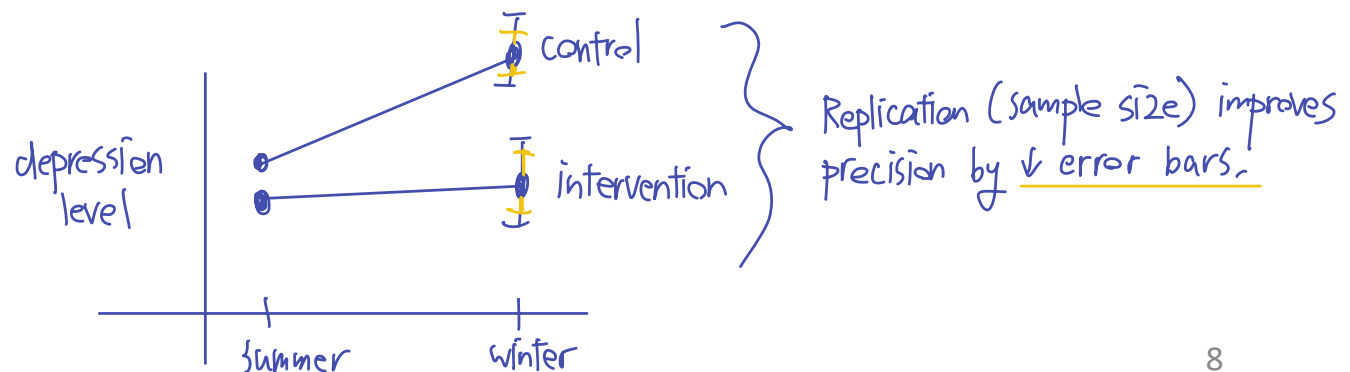 control
Replication (sample size) improves
precision by ↓ error bars.
depression
level
intervention
summer
winter
8